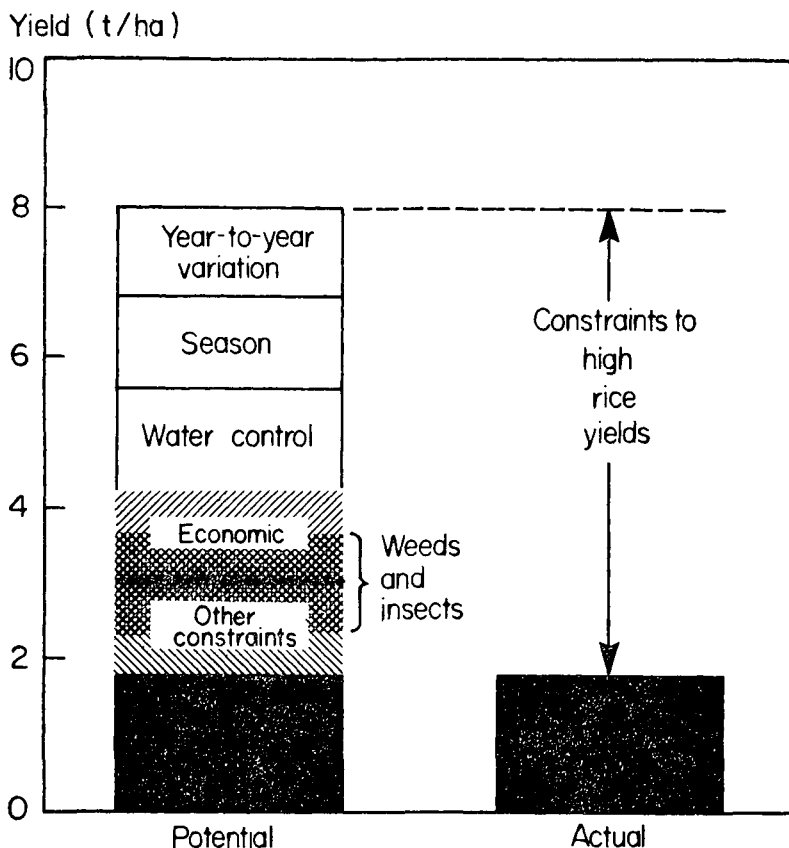 Yield (t/ha)
10
8
6
4
2
0
Year-to-year
variation
Season
Water control
Economic
Other
constraints
Weeds
and
insects
Constraints to
high
rice
yields
Potential
Actual